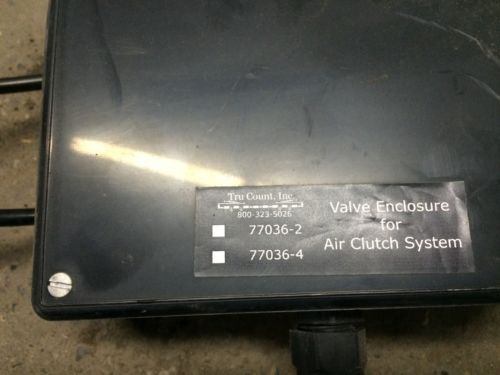 Tru Count, Inc.
800-323-5026
77036-2
77036-4
Valve Enclosure
for
Air Clutch System